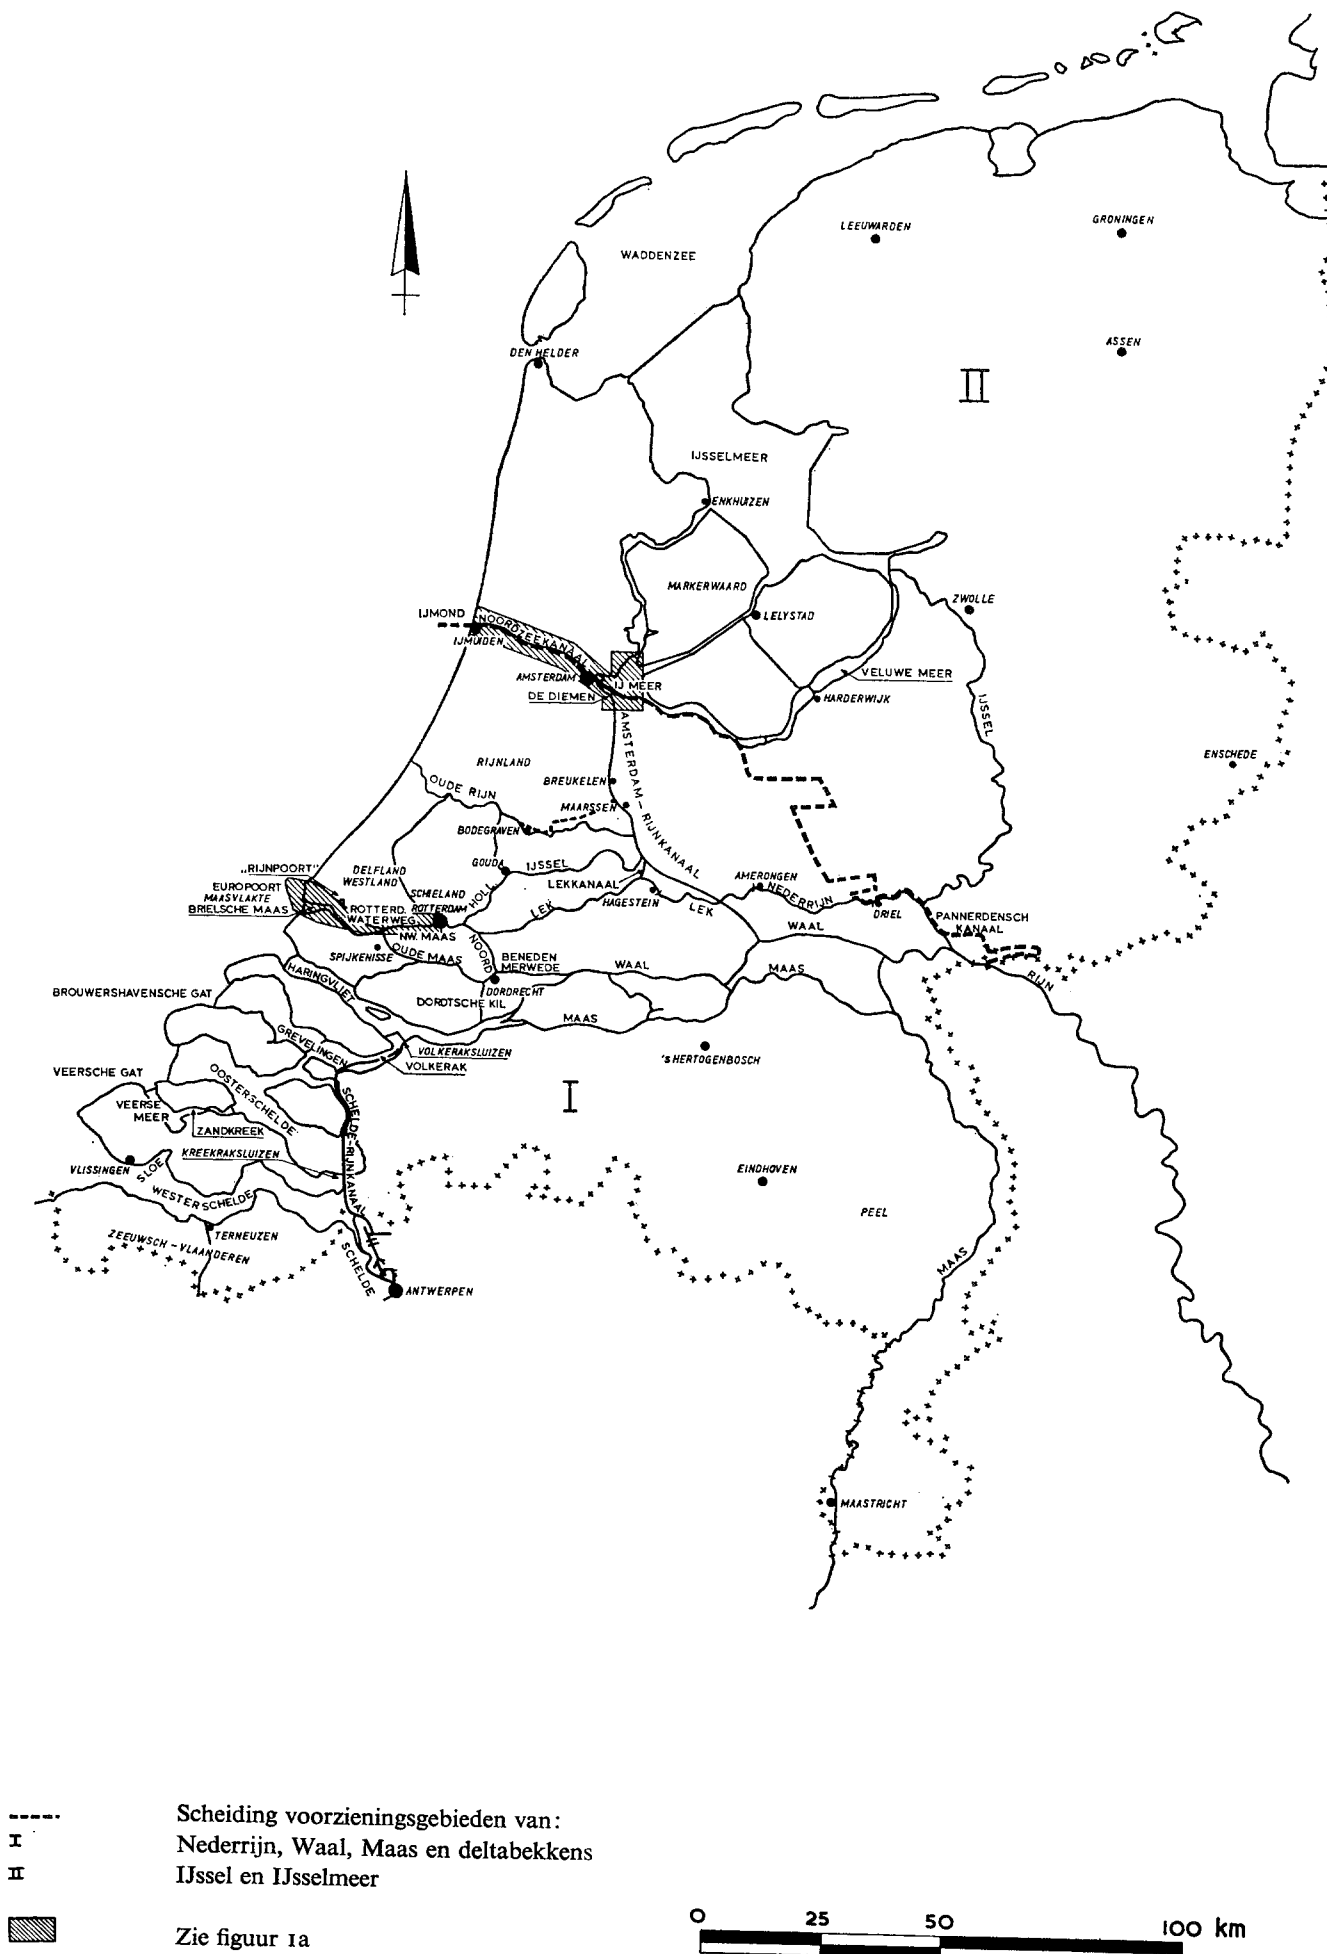 WADDENZEE
LEEUWARDEN
GRONINGEN
ASSEN
DEN HELDER
II
IJSSELMEER
ENKHUIZEN
MARKERWAARD
LELYSTAD
ZWOLLE
IJMOND
NOORDZEEKANAAL
IJMUIDEN
AMSTERDAM
IJ MEER
DE DIEMEN
VELUWE MEER
HARDERWIJK
IJSSEL
AMSTERDAM-RIJNKANAAL
ENSCHEDE
RIJNLAND
OUDE RIJN
BREUKELEN
MAARSSEN
BODEGRAVEN
GOUDA
HOLL. IJSSEL
„RIJNPOORT"
DELFLAND
WESTLAND
EUROPOORT
MAASVLAKTE
BRIELSCHE MAAS
SCHIELAND
ROTTERDAM
ROTTERD.
WATERWEG
LEKKANAAL
HAGESTEIN
LEK
LEK
AMERONGEN
NEDERRIJN
DRIEL
PANNERDENSCH
KANAAL
WAAL
NW. MAAS
OUDE MAAS
SPIJKENISSE
NOORD
BENEDEN
MERWEDE
WAAL
MAAS
RIJN
DORDRECHT
DORDTSCHE KIL
HARINGVLIET
BROUWERSHAVENSCHE GAT
MAAS
GREVELINGEN
VOLKERAKSLUIZEN
VOLKERAK
'S HERTOGENBOSCH
VEERSCHE GAT
OOSTERSCHELDE
VEERSE
MEER
ZANDKREEK
KREEKRAKSLUIZEN
SCHELDE-RIJNKANAAL
I
VLISSINGEN
SLOE
WESTERSCHELDE
TERNEUZEN
ZEEUWSCH-VLAANDEREN
SCHELDE
ANTWERPEN
EINDHOVEN
PEEL
MAAS
MAASTRICHT
Scheiding voorzieningsgebieden van:
I Nederrijn, Waal, Maas en deltabekkens
II IJssel en IJsselmeer
Zie figuur 1a
0 25 50 100 km